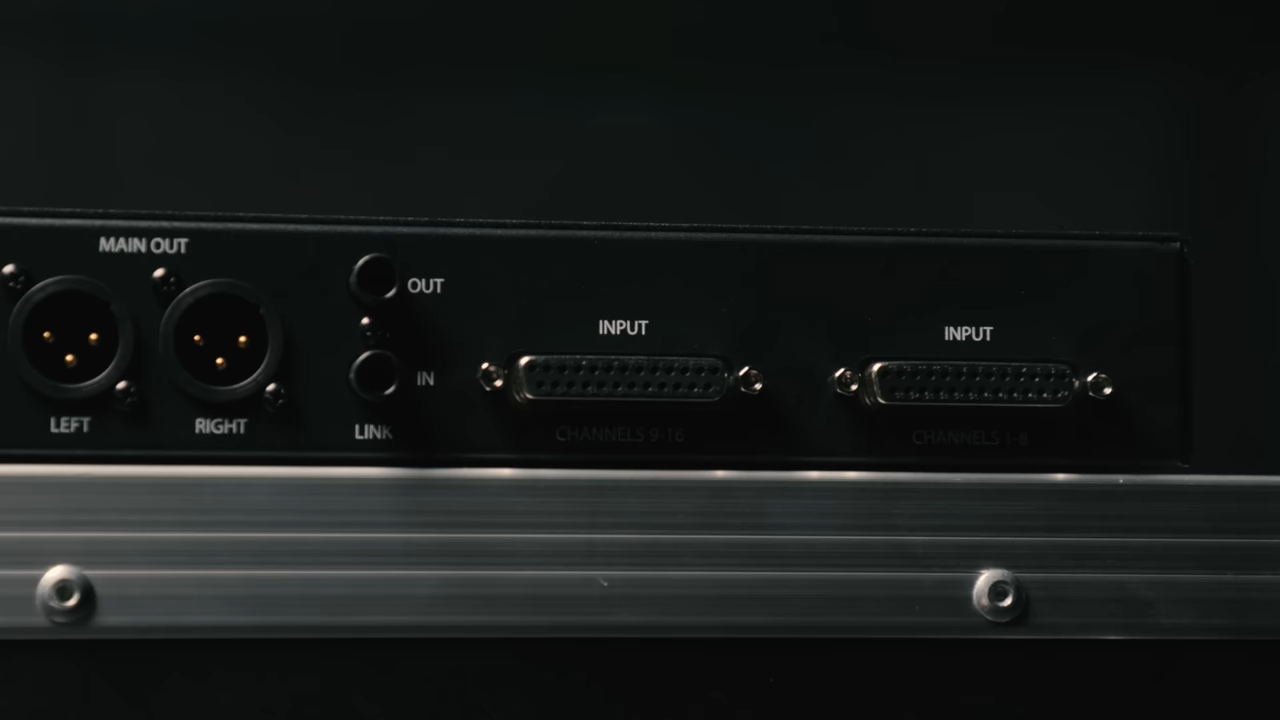 MAIN OUT
LEFT
RIGHT
OUT
IN
LINK
INPUT
CHANNELS 9-16
INPUT
CHANNELS 1-8